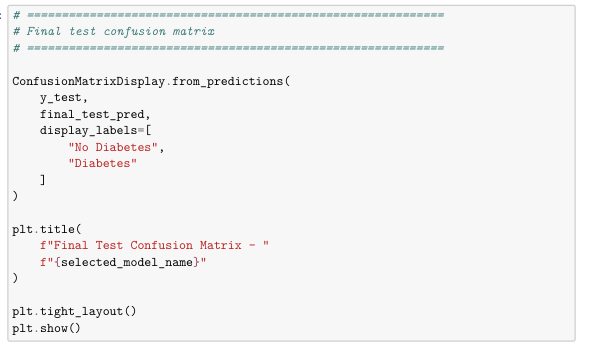 # ============================================================
# Final test confusion matrix
# ============================================================
ConfusionMatrixDisplay.from_predictions(
    y_test,
    final_test_pred,
    display_labels=[
        "No Diabetes",
        "Diabetes"
    ]
)
plt.title(
    f"Final Test Confusion Matrix - "
    f"{selected_model_name}"
)
plt.tight_layout()
plt.show()